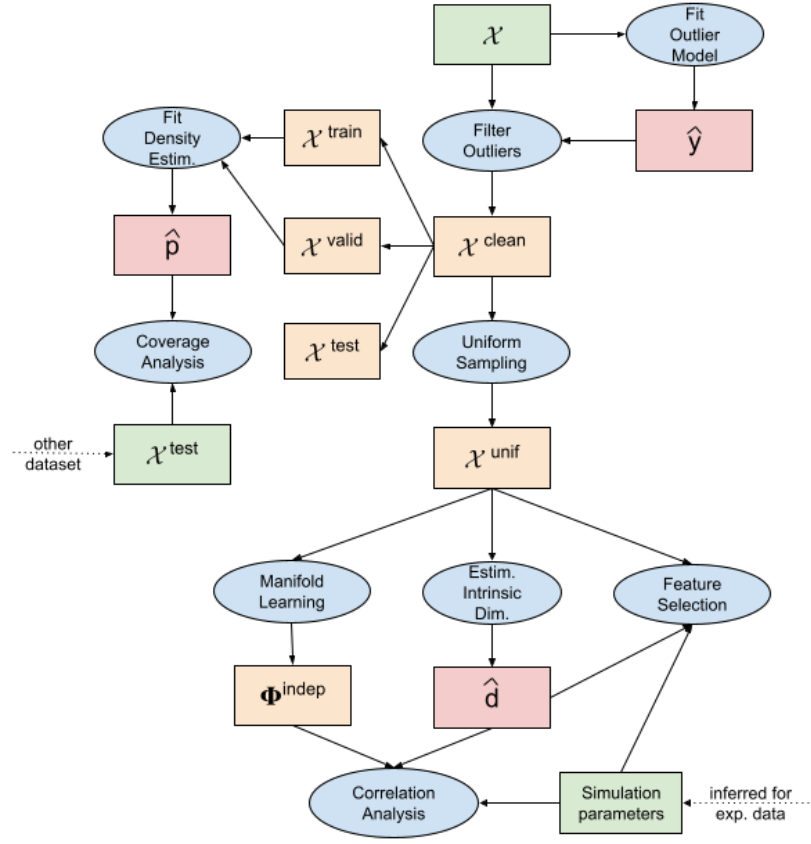 𝒳
Fit
Outlier
Model
Fit
Density
Estim.
𝒳 train
Filter
Outliers
ŷ
p̂
𝒳 valid
𝒳 clean
Coverage
Analysis
𝒳 test
Uniform
Sampling
other
dataset
𝒳 test
𝒳 unif
Manifold
Learning
Estim.
Intrinsic
Dim.
Feature
Selection
Φ indep
d̂
Correlation
Analysis
Simulation
parameters
inferred for
exp. data